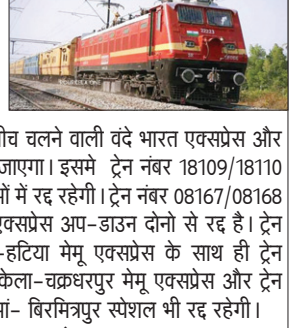 ीच चलने वाली वंदे भारत एक्सप्रेस और
जाएगा। इसमे ट्रेन नंबर 18109/18110
ों में रद्द रहेगी। ट्रेन नंबर 08167/08168
क्सप्रेस अप-डाउन दोनो से रद्द है। ट्रेन
-हटिया मेमू एक्सप्रेस के साथ ही ट्रेन
केला-चक्रधरपुर मेमू एक्सप्रेस और ट्रेन
मां- बिरमित्रपुर स्पेशल भी रद्द रहेगी।